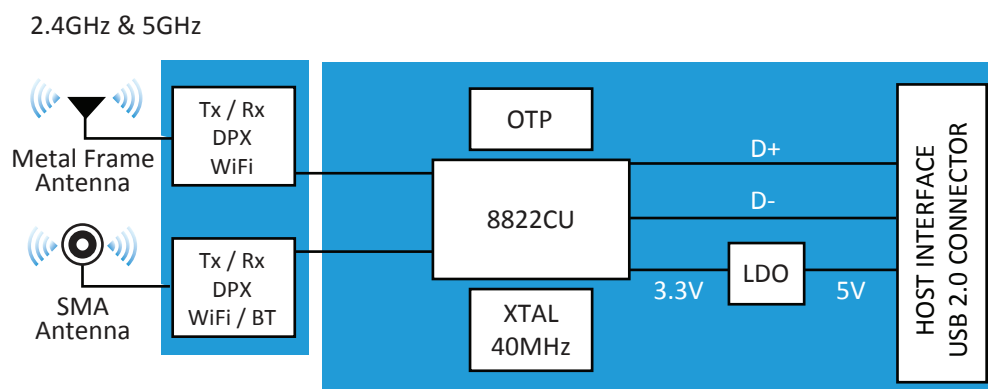 2.4GHz & 5GHz
Metal Frame
Antenna
Tx / Rx
DPX
WiFi
SMA
Antenna
Tx / Rx
DPX
WiFi / BT
OTP
8822CU
XTAL
40MHz
D+
D-
3.3V
LDO
5V
HOST INTERFACE
USB 2.0 CONNECTOR